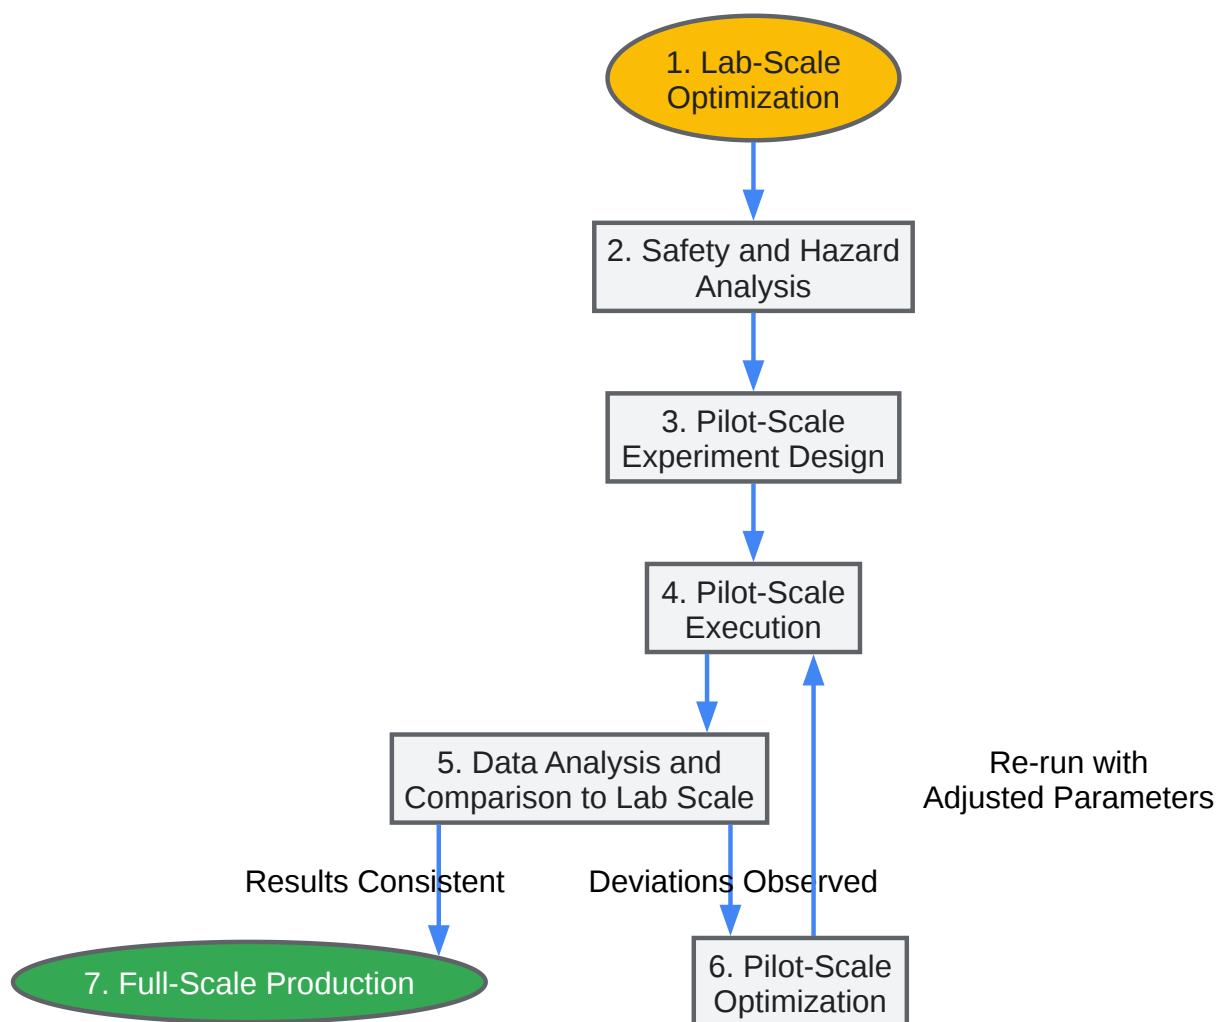 1. Lab-Scale
Optimization
2. Safety and Hazard
Analysis
3. Pilot-Scale
Experiment Design
4. Pilot-Scale
Execution
5. Data Analysis and
Comparison to Lab Scale
Re-run with
Adjusted Parameters
Results Consistent
Deviations Observed
7. Full-Scale Production
6. Pilot-Scale
Optimization